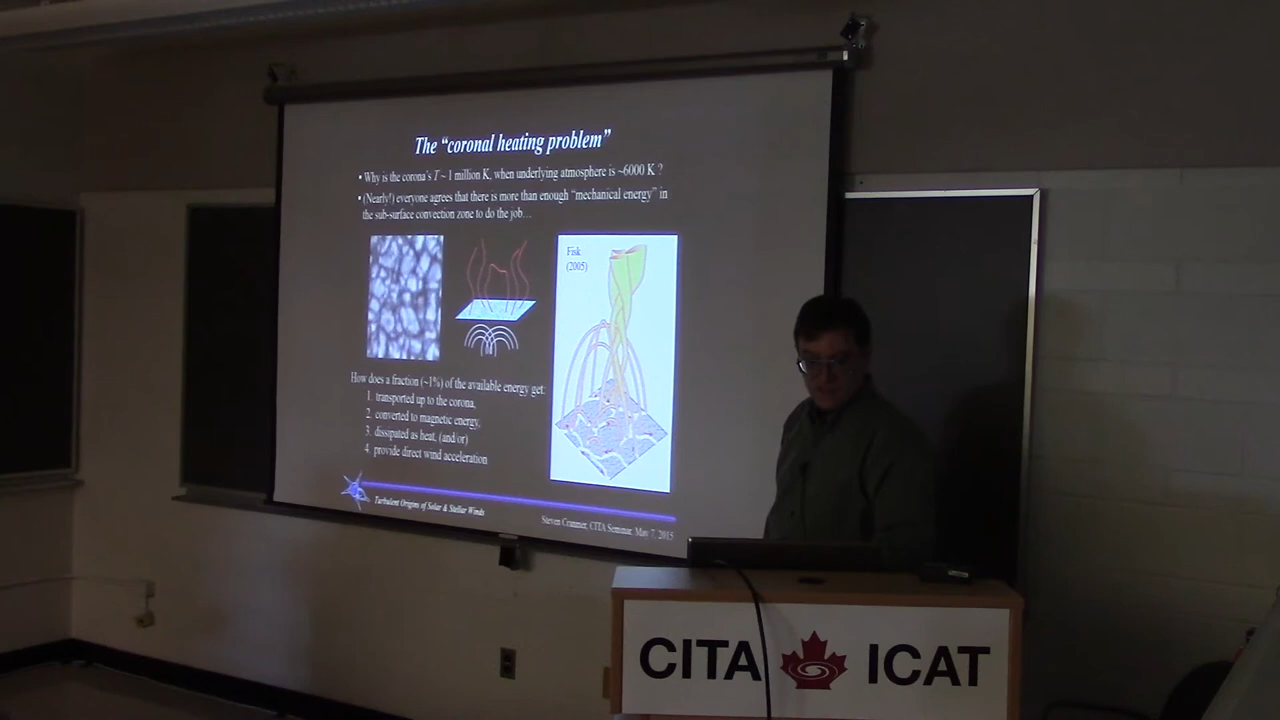 The “coronal heating problem”
• Why is the corona’s T ~ 1 million K, when underlying atmosphere is ~6000 K ?
• (Nearly!) everyone agrees that there is more than enough “mechanical energy” in
the sub-surface convection zone to do the job…
Fisk
(2005)
How does a fraction (~1%) of the available energy get:
1. transported up to the corona,
2. converted to magnetic energy,
3. dissipated as heat, (and/or)
4. provide direct wind acceleration
Turbulent Origins of Solar & Stellar Winds
Steven Cranmer, CITA Seminar, May 7, 2015
CITA ICAT